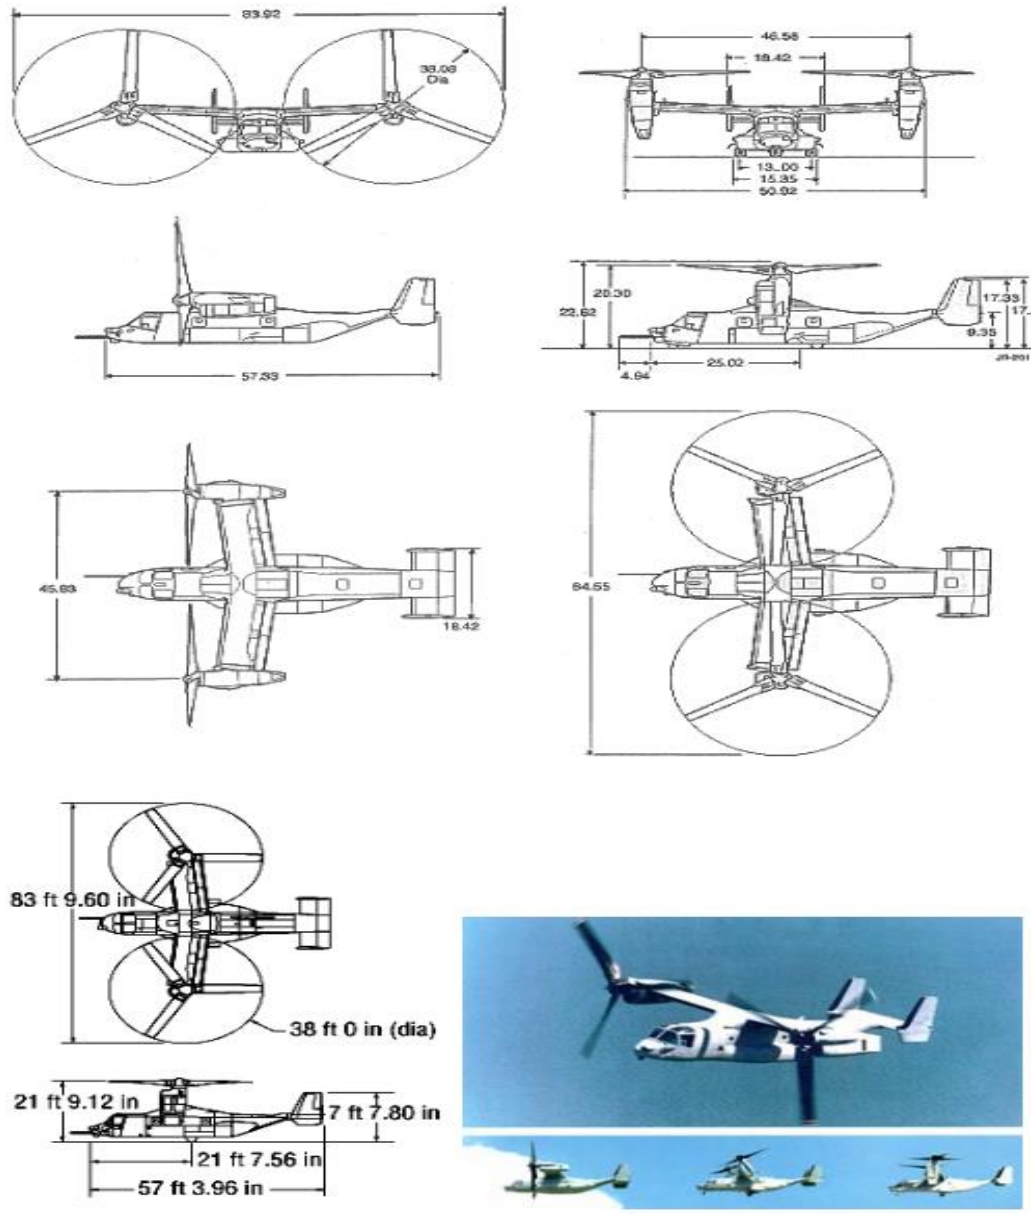 83.92
38.08
Dia
46.58
18.42
13.00
15.35
50.92
57.33
20.30
22.62
17.33
17.
9.35
25.02
4.94
45.83
18.42
84.55
83 ft 9.60 in
38 ft 0 in (dia)
21 ft 9.12 in
7 ft 7.80 in
21 ft 7.56 in
57 ft 3.96 in